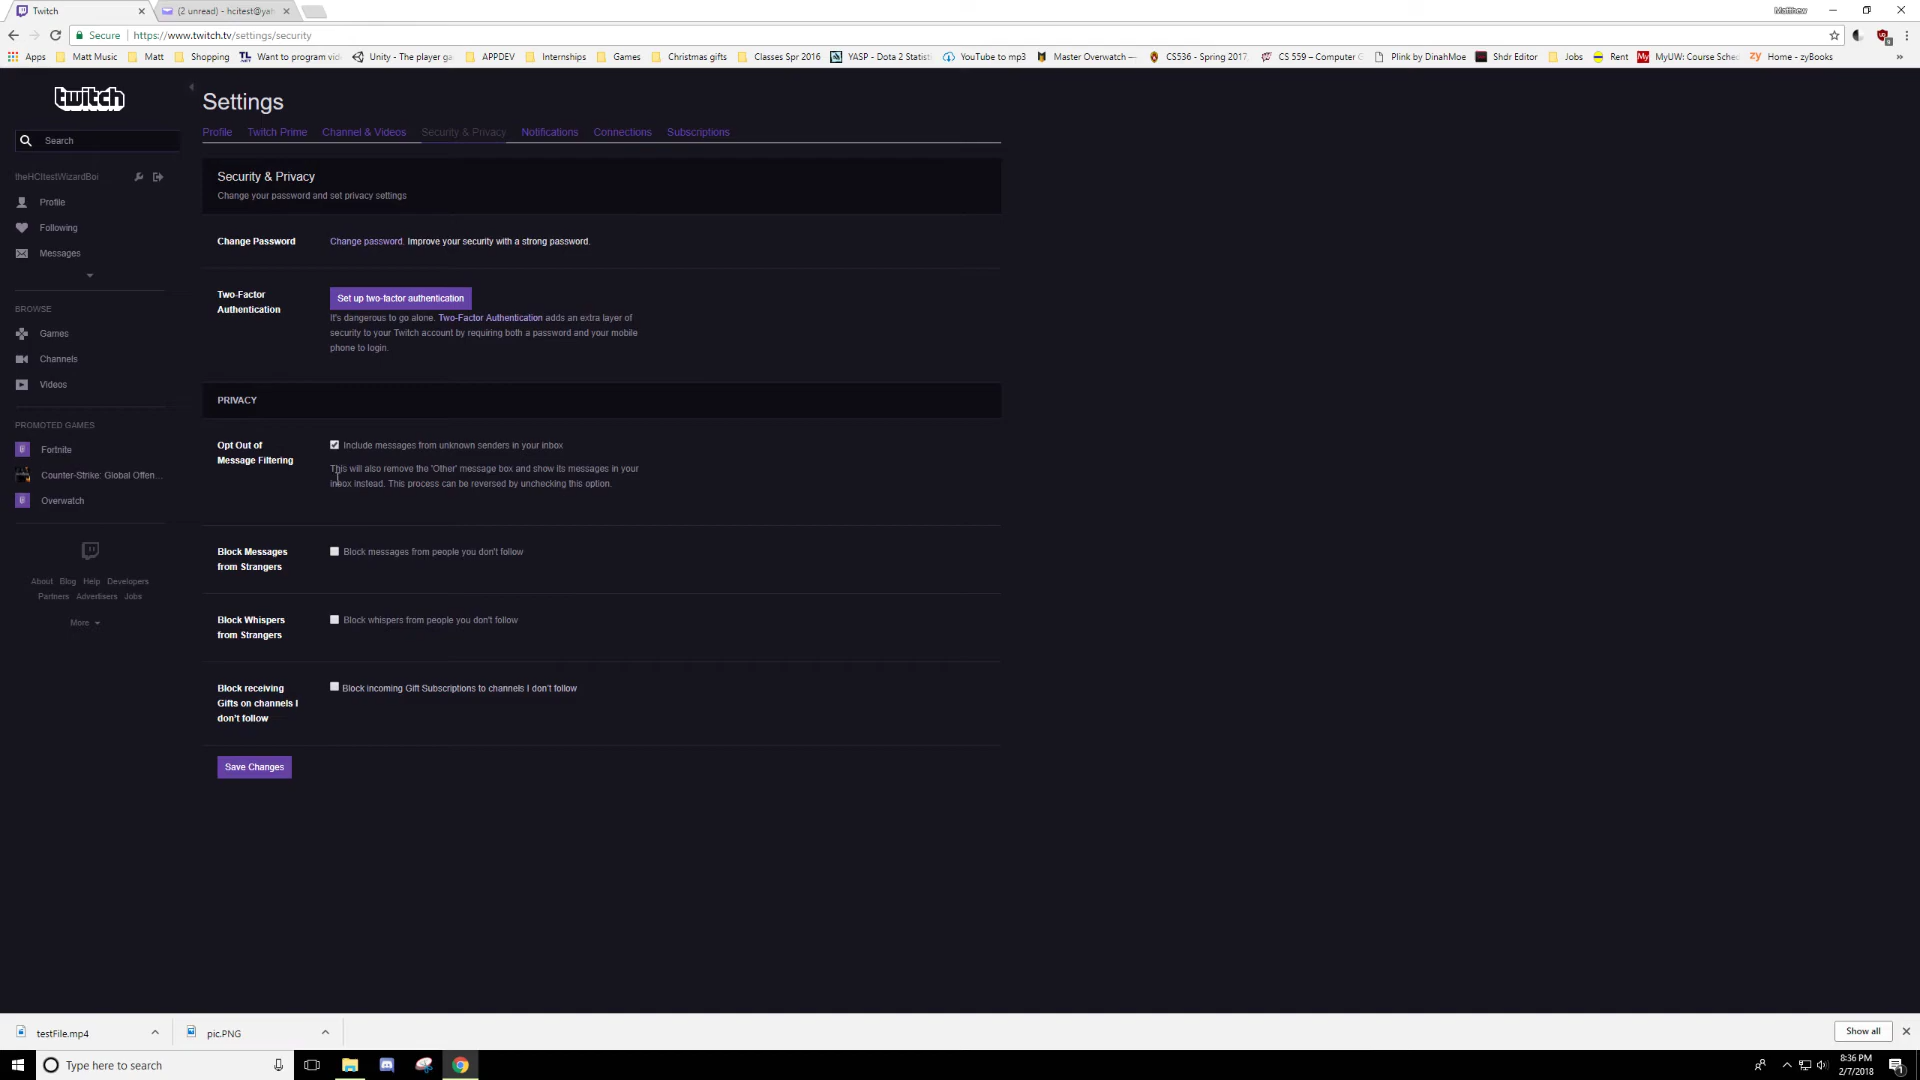 Twitch
(2 unread) - hcitest@yah
Matthew
Secure
https://www.twitch.tv/settings/security
Apps
Matt Music
Matt
Shopping
Want to program vid
Unity - The player ga
APPDEV
Internships
Games
Christmas gifts
Classes Spr 2016
YASP - Dota 2 Statist
YouTube to mp3
Master Overwatch —
CS536 - Spring 2017
CS 559 – Computer G
Plink by DinahMoe
Shdr Editor
Jobs
Rent
MyUW: Course Sched
Home - zyBooks
twitch
Search
theHCItestWizardBoi
Profile
Following
Messages
BROWSE
Games
Channels
Videos
PROMOTED GAMES
Fortnite
Counter-Strike: Global Offen...
Overwatch
About Blog Help Developers
Partners Advertisers Jobs
More
Settings
Profile Twitch Prime Channel & Videos Security & Privacy Notifications Connections Subscriptions
Security & Privacy
Change your password and set privacy settings
Change Password
Change password. Improve your security with a strong password.
Two-Factor
Authentication
Set up two-factor authentication
It's dangerous to go alone. Two-Factor Authentication adds an extra layer of
security to your Twitch account by requiring both a password and your mobile
phone to login.
PRIVACY
Opt Out of
Message Filtering
Include messages from unknown senders in your inbox
This will also remove the 'Other' message box and show its messages in your
inbox instead. This process can be reversed by unchecking this option.
Block Messages
from Strangers
Block messages from people you don't follow
Block Whispers
from Strangers
Block whispers from people you don't follow
Block receiving
Gifts on channels I
don't follow
Block incoming Gift Subscriptions to channels I don't follow
Save Changes
testFile.mp4
pic.PNG
Show all
Type here to search
8:36 PM
2/7/2018